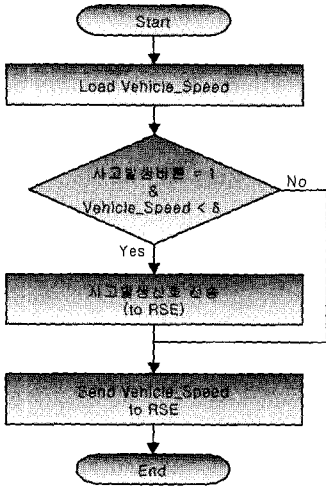 Start
Load Vehicle_Speed
사고발생버튼 = 1
&
Vehicle_Speed <
No
Yes
사고발생신호 전송
(to RSE)
Send Vehicle_Speed
to RSE
End